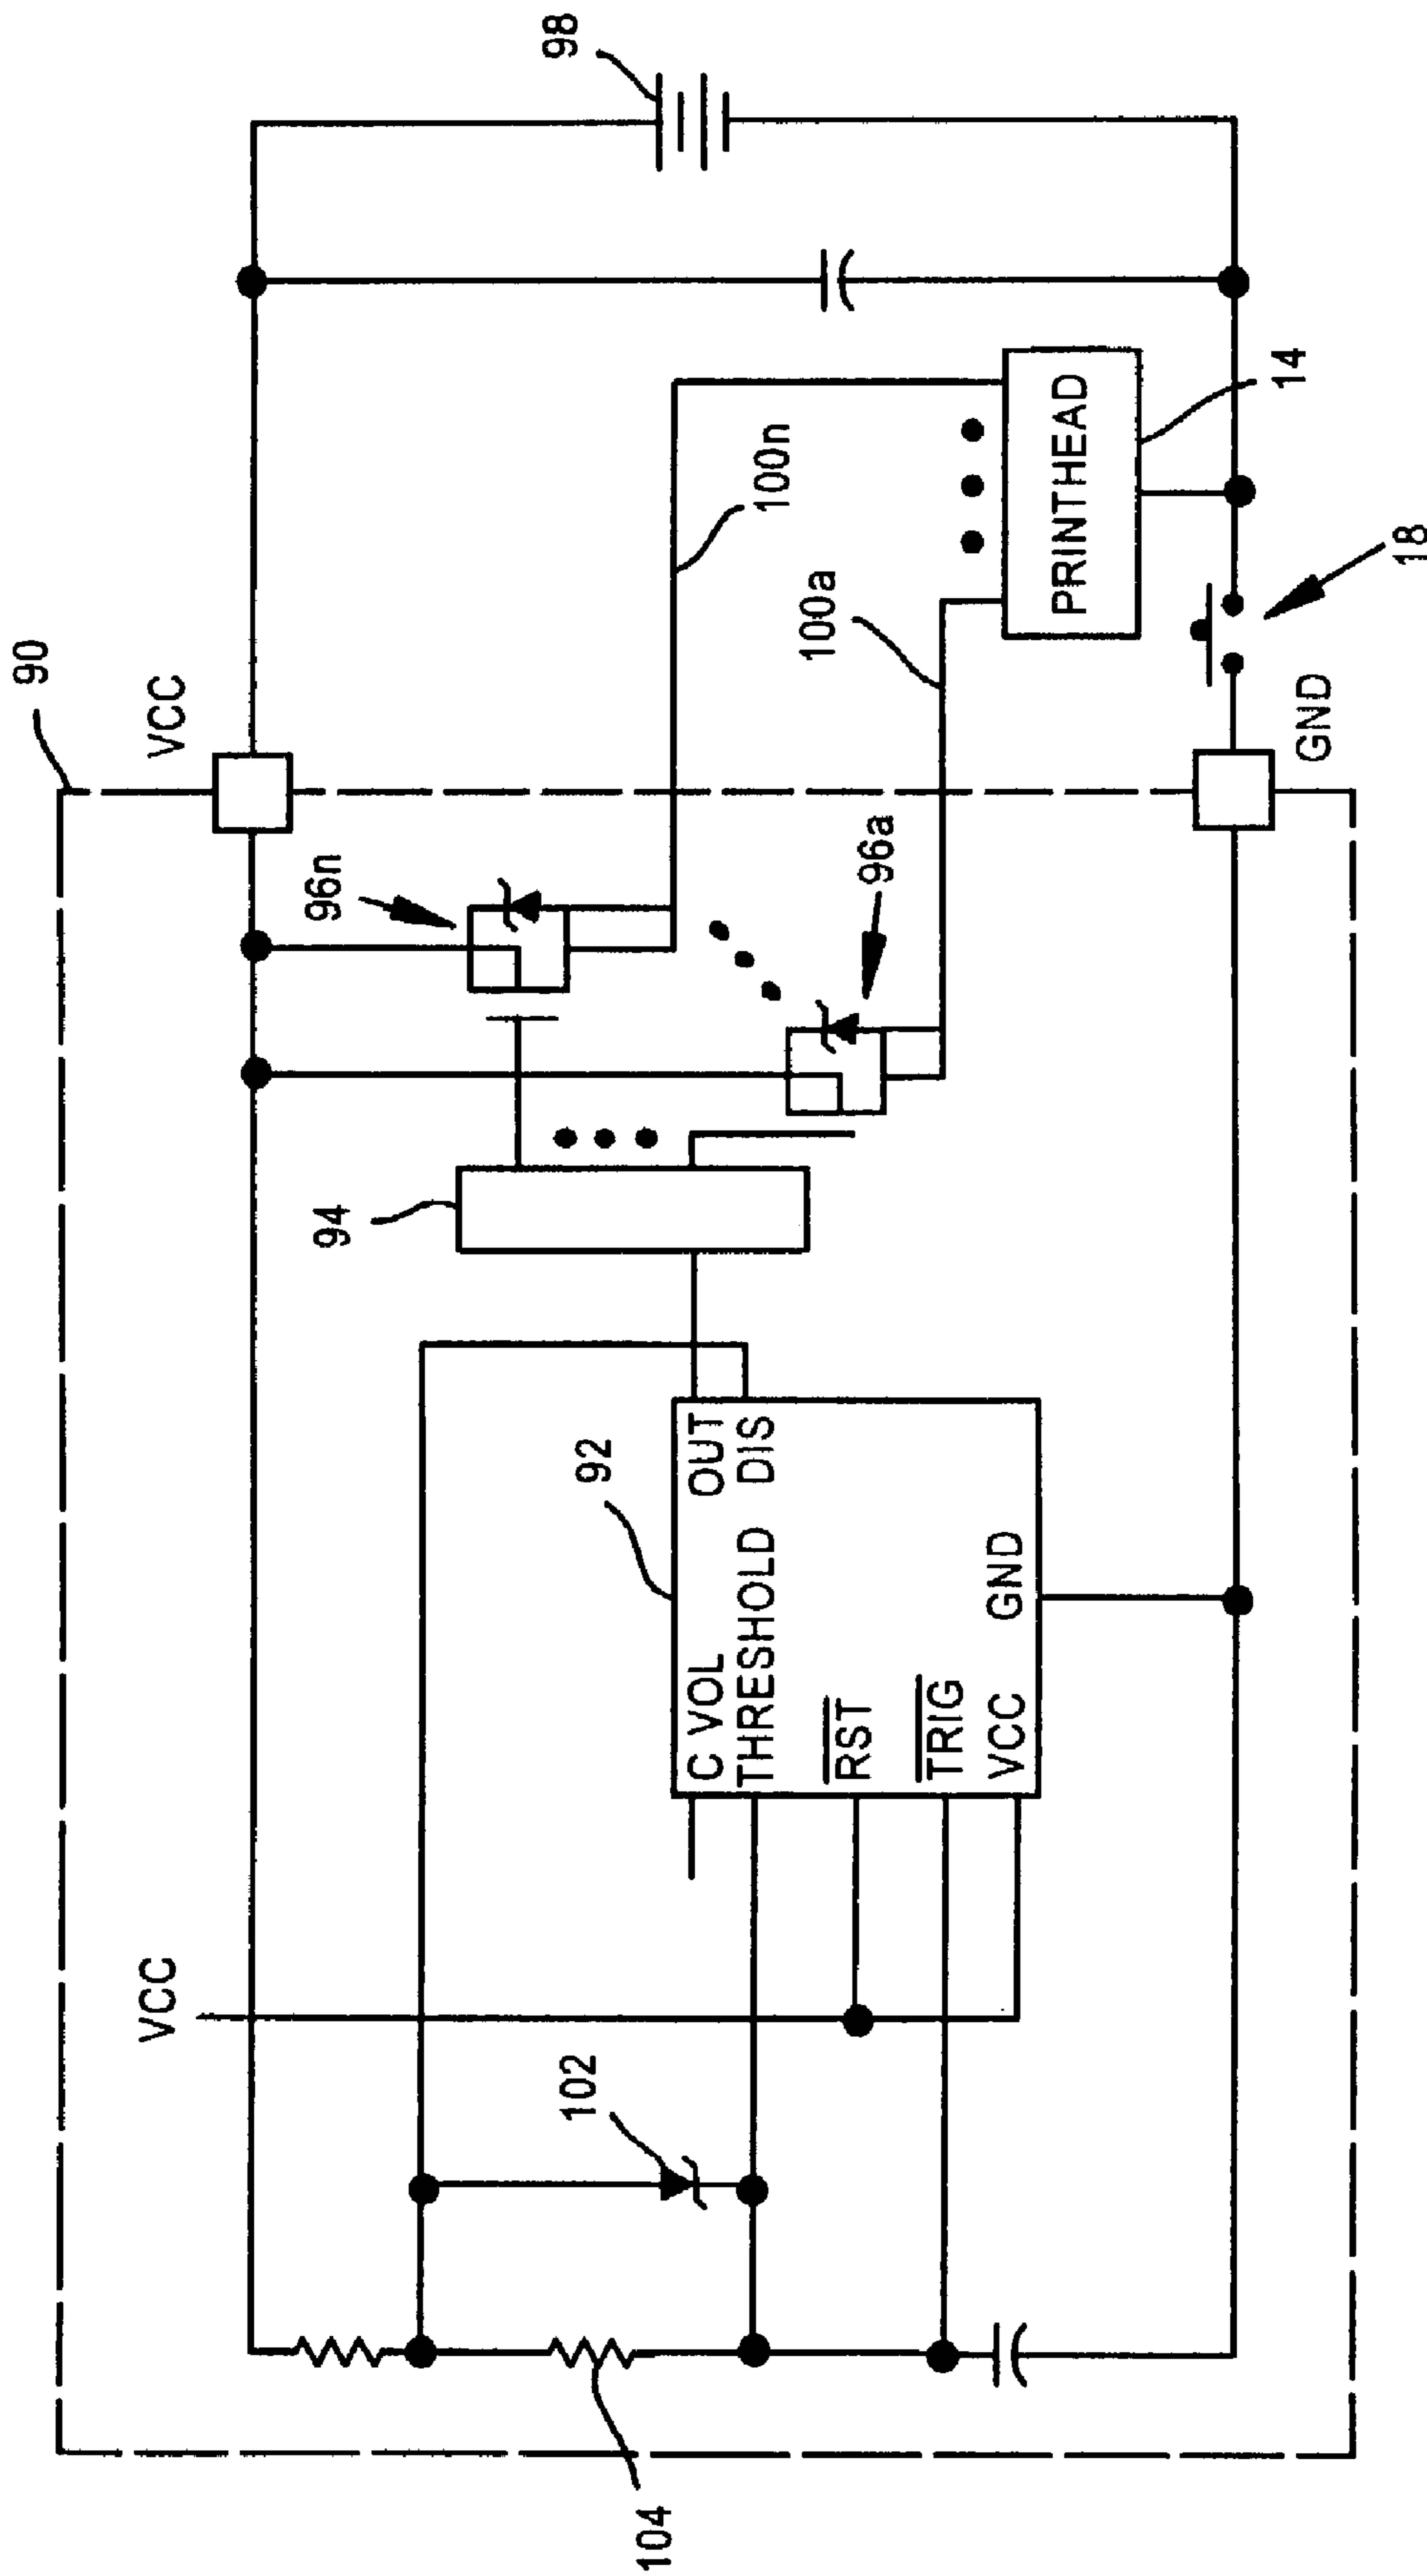 90
VCC
98
96n
100n
100a
96a
14
PRINTHEAD
18
GND
94
92
C VOL OUT
THRESHOLD DIS
RST
TRIG
VCC GND
VCC
102
104